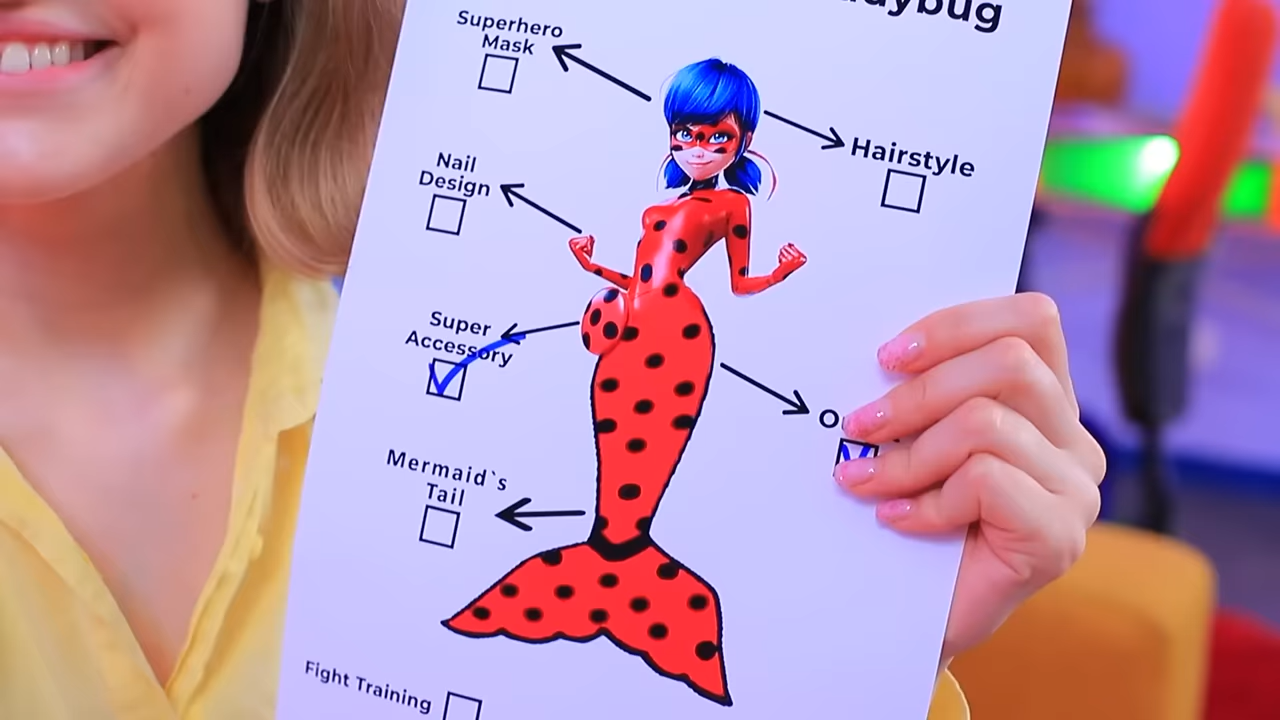 Superhero
Mask
Hairstyle
Nail
Design
Super
Accessory
Mermaid`s
Tail
Fight Training